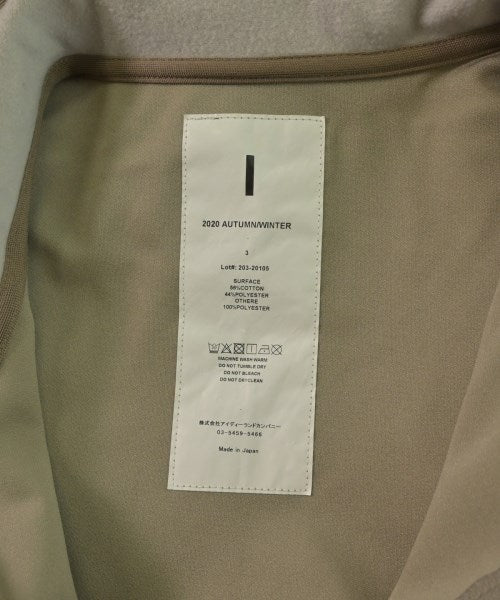 I
2020 AUTUMN/WINTER
3
Lot#: 203-20105
SURFACE
56%COTTON
44%POLYESTER
OTHERE
100%POLYESTER
MACHINE WASH WARM
DO NOT TUMBLE DRY
DO NOT BLEACH
DO NOT DRYCLEAN
株式会社アイディーランドカンパニー
03-5459-5466
Made in Japan